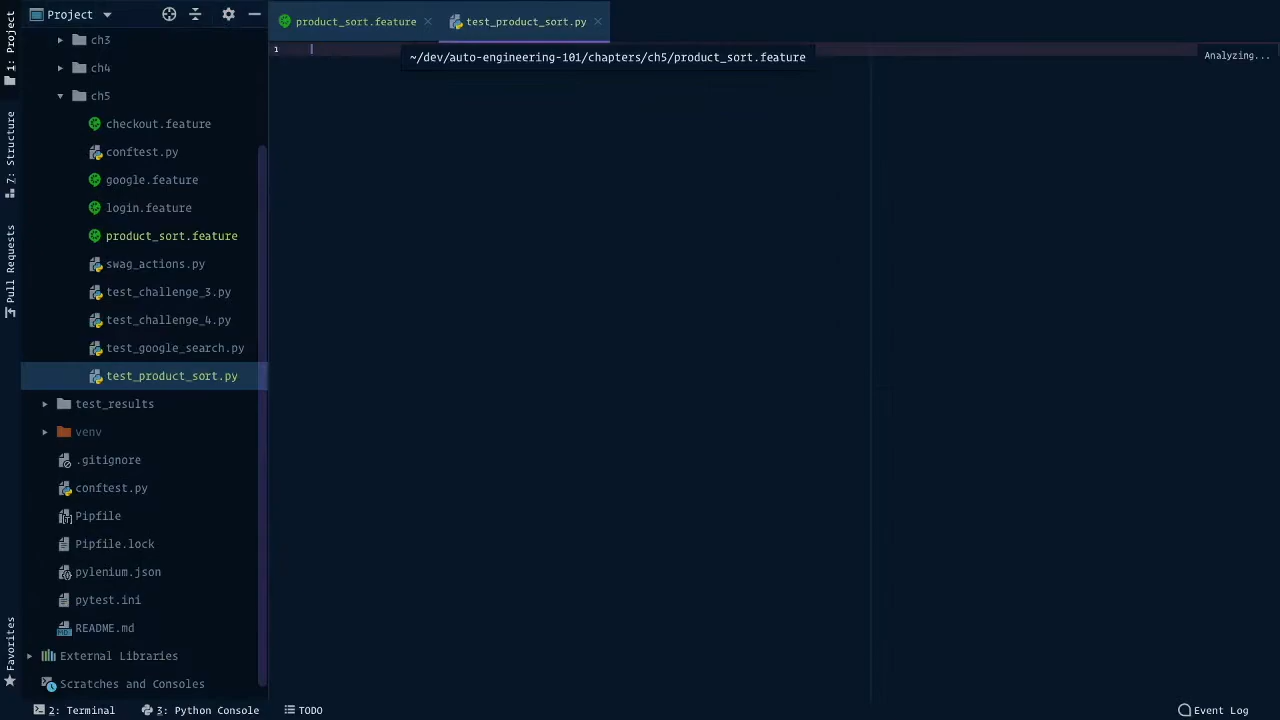 1: Project
7: Structure
Pull Requests
Favorites
Project
ch3
ch4
ch5
checkout.feature
conftest.py
google.feature
login.feature
product_sort.feature
swag_actions.py
test_challenge_3.py
test_challenge_4.py
test_google_search.py
test_product_sort.py
test_results
venv
.gitignore
conftest.py
Pipfile
Pipfile.lock
pylenium.json
pytest.ini
README.md
External Libraries
Scratches and Consoles
product_sort.feature
test_product_sort.py
1
~/dev/auto-engineering-101/chapters/ch5/product_sort.feature
Analyzing...
2: Terminal
3: Python Console
TODO
Event Log